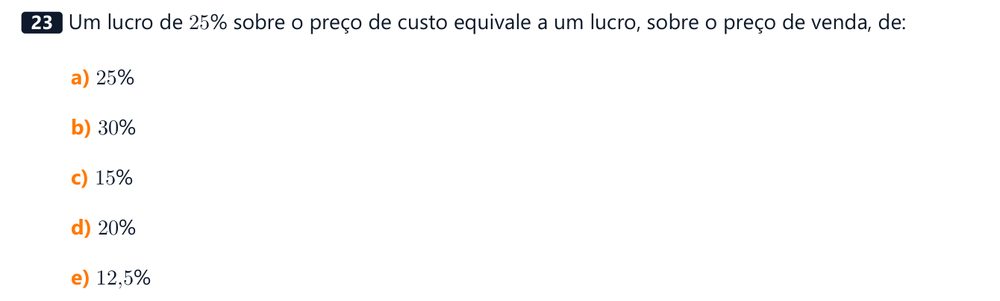 23 Um lucro de 25% sobre o preço de custo equivale a um lucro, sobre o preço de venda, de:
a) 25%
b) 30%
c) 15%
d) 20%
e) 12,5%